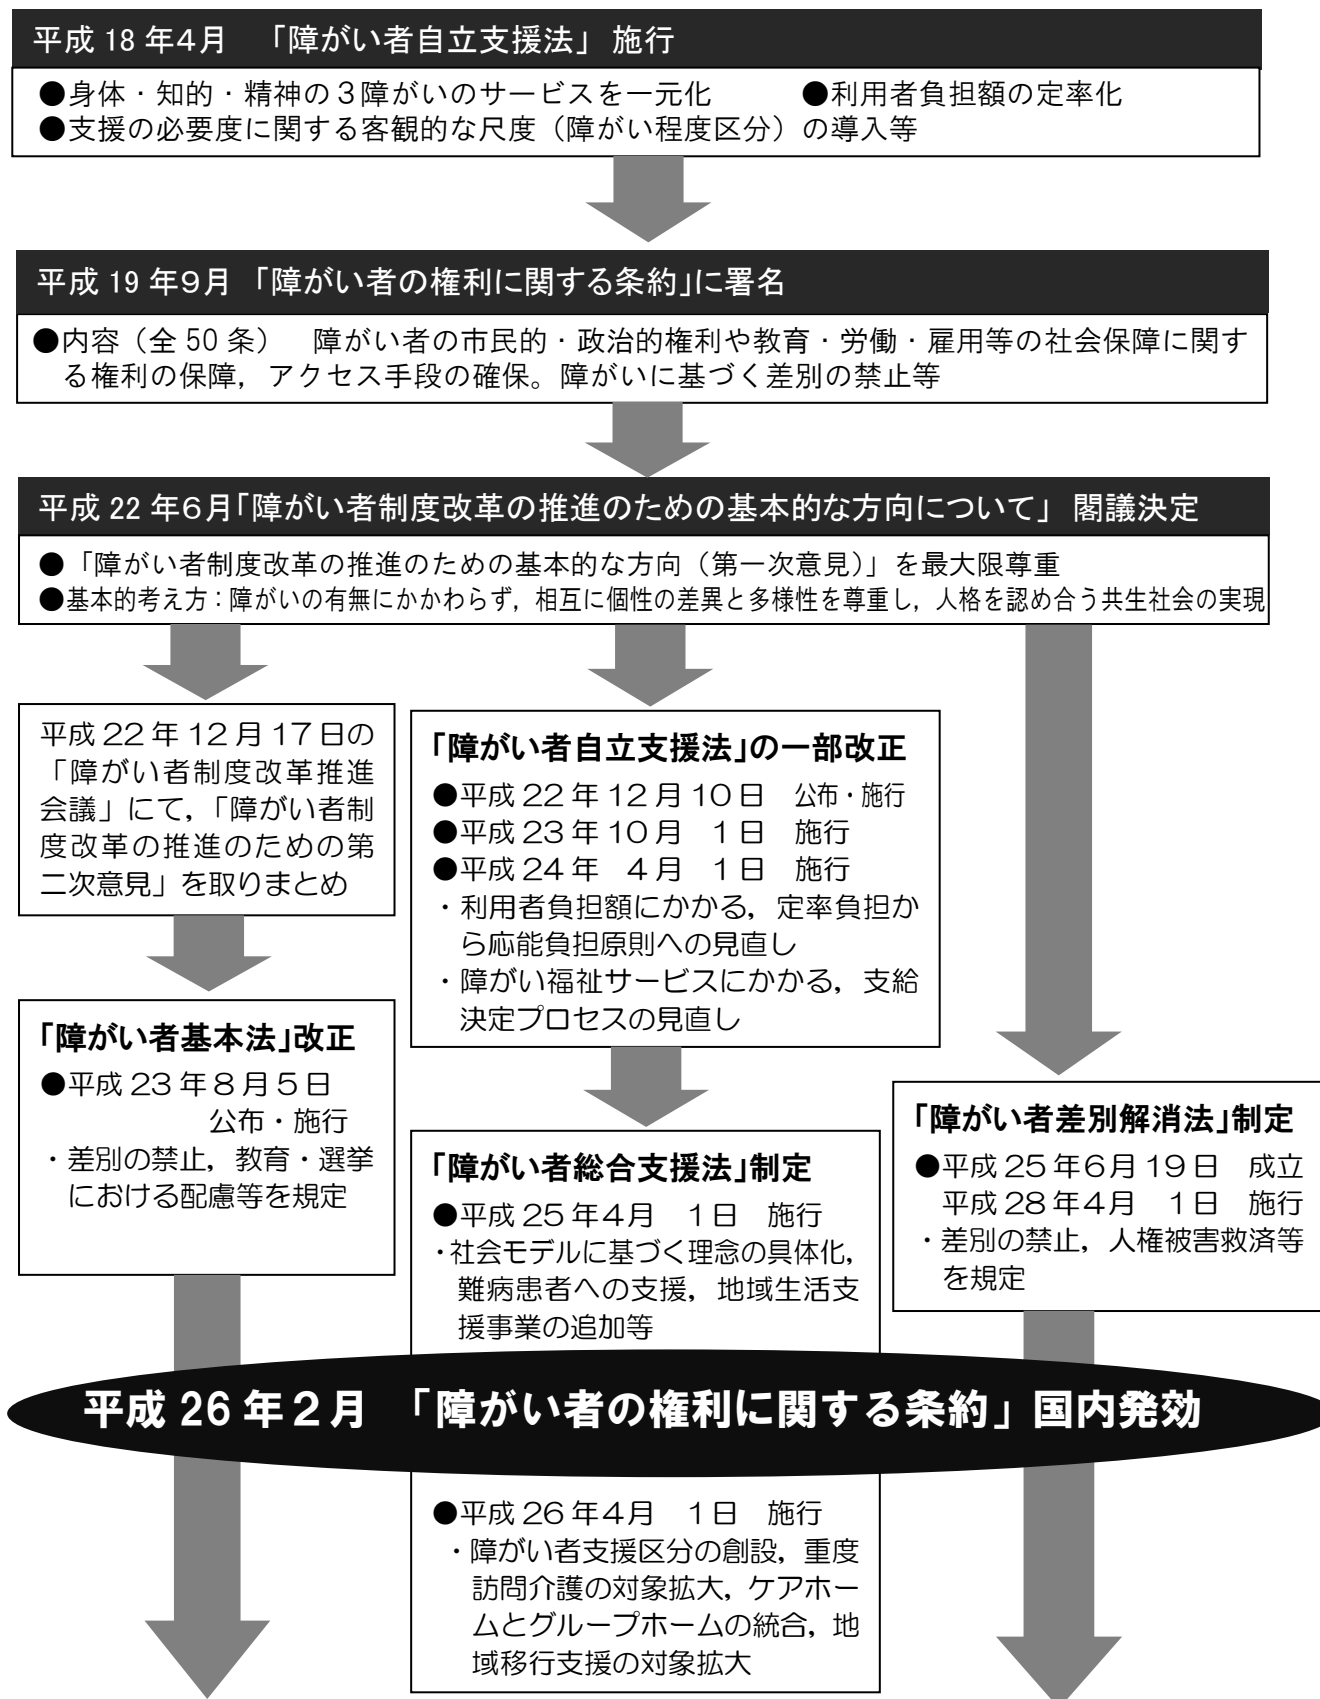 平成 18 年４月　「障がい者自立支援法」 施行
●身体・知的・精神の３障がいのサービスを一元化　　●利用者負担額の定率化
●支援の必要度に関する客観的な尺度（障がい程度区分）の導入等
平成 19 年９月 「障がい者の権利に関する条約」に署名
●内容（全 50 条）　障がい者の市民的・政治的権利や教育・労働・雇用等の社会保障に関す
る権利の保障，アクセス手段の確保。障がいに基づく差別の禁止等
平成 22 年６月「障がい者制度改革の推進のための基本的な方向について」 閣議決定
●「障がい者制度改革の推進のための基本的な方向（第一次意見）」を最大限尊重
●基本的考え方：障がいの有無にかかわらず，相互に個性の差異と多様性を尊重し，人格を認め合う共生社会の実現
平成 22 年 12 月 17 日の
「障がい者制度改革推進
会議」にて，「障がい者制
度改革の推進のための第
二次意見」を取りまとめ
「障がい者基本法」改正
●平成 23 年８月５日
公布・施行
・差別の禁止，教育・選挙
における配慮等を規定
「障がい者自立支援法」の一部改正
●平成 22 年 12 月 10 日　公布・施行
●平成 23 年 10 月　１日　施行
●平成 24 年　４月　１日　施行
・利用者負担額にかかる，定率負担か
ら応能負担原則への見直し
・障がい福祉サービスにかかる，支給
決定プロセスの見直し
「障がい者総合支援法」制定
●平成 25 年４月　１日　施行
・社会モデルに基づく理念の具体化，
難病患者への支援，地域生活支
援事業の追加等
「障がい者差別解消法」制定
●平成 25 年６月 19 日　成立
平成 28 年４月　１日　施行
・差別の禁止，人権被害救済等
を規定
平成 26 年２月　「障がい者の権利に関する条約」国内発効
●平成 26 年４月　１日　施行
・障がい者支援区分の創設，重度
訪問介護の対象拡大，ケアホー
ムとグループホームの統合，地
域移行支援の対象拡大